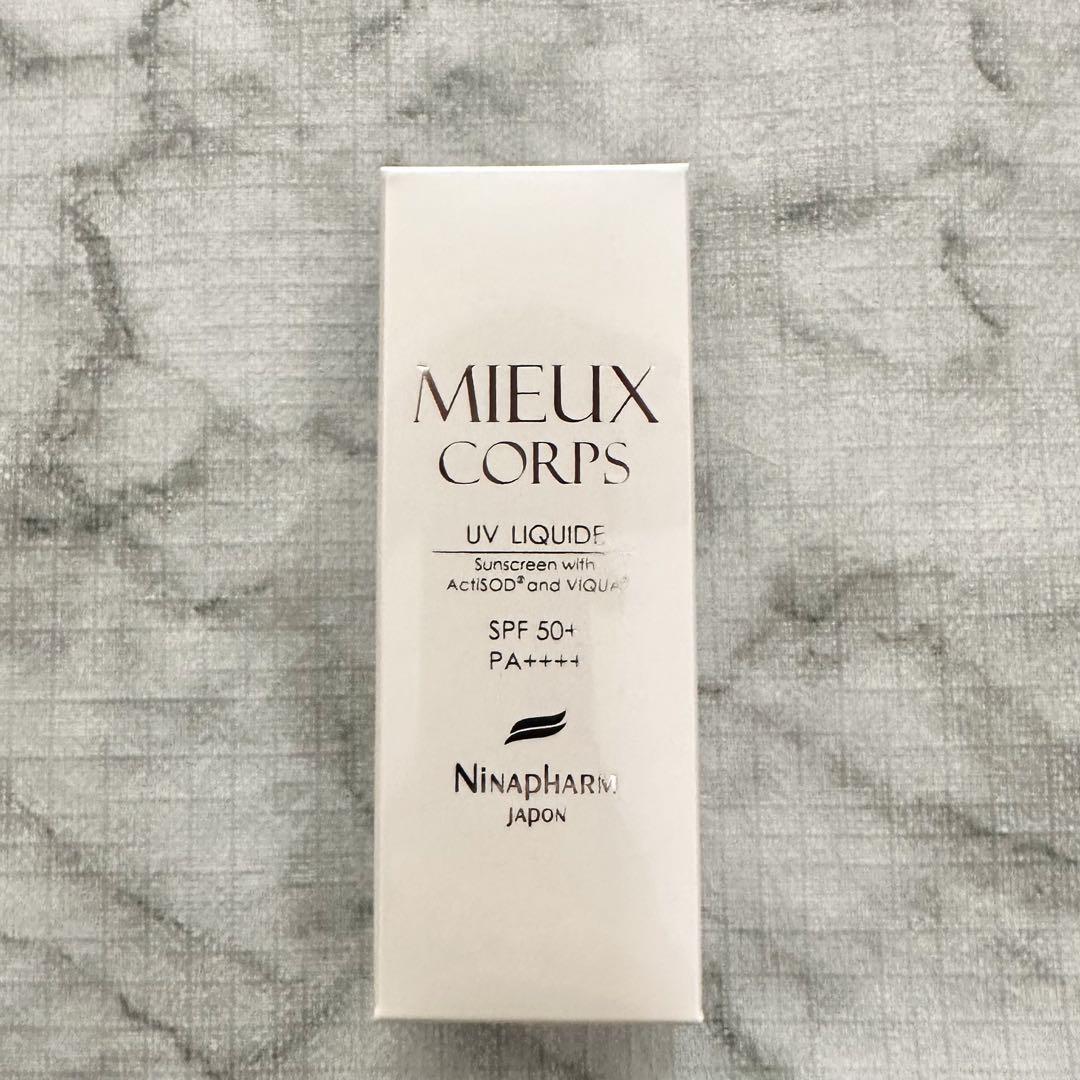 MIEUX
CORPS
UV LIQUIDE
Sunscreen with
ActiSOD® and VIQUA®
SPF 50+
PA++++
NINAPHARM
JAPON